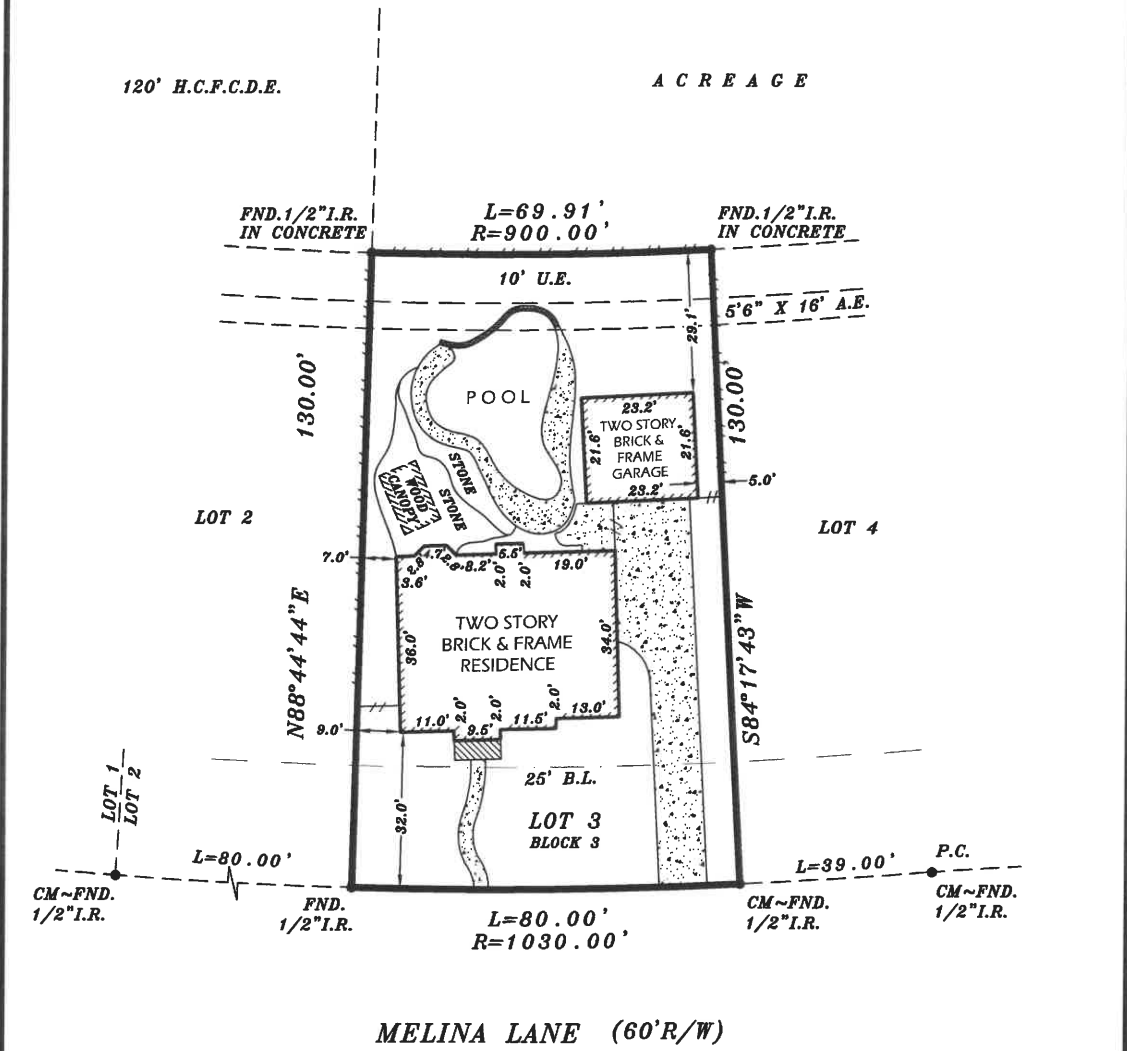 120' H.C.F.C.D.E.
A C R E A G E
FND.1/2"I.R.
IN CONCRETE
L=69.91'
R=900.00'
FND.1/2"I.R.
IN CONCRETE
10' U.E.
5'6" X 16' A.E.
29.1'
130.00'
POOL
130.00'
23.2'
TWO STORY
BRICK &
FRAME
GARAGE
21.6'
21.6'
23.2'
5.0'
STONE
STONE
WOOD
CANOPY
LOT 2
LOT 4
7.0'
2.8'
4.7'
2.8'
3.6'
8.2'
5.5'
2.0'
2.0'
19.0'
TWO STORY
BRICK & FRAME
RESIDENCE
36.0'
34.0'
N88°44'44"E
S84°17'43"W
9.0'
11.0'
2.0'
9.5'
2.0'
11.5'
2.0'
13.0'
25' B.L.
32.0'
LOT 1
LOT 2
LOT 3
BLOCK 3
L=80.00'
L=39.00'
P.C.
CM~FND.
1/2"I.R.
FND.
1/2"I.R.
L=80.00'
R=1030.00'
CM~FND.
1/2"I.R.
CM~FND.
1/2"I.R.
MELINA LANE (60'R/W)